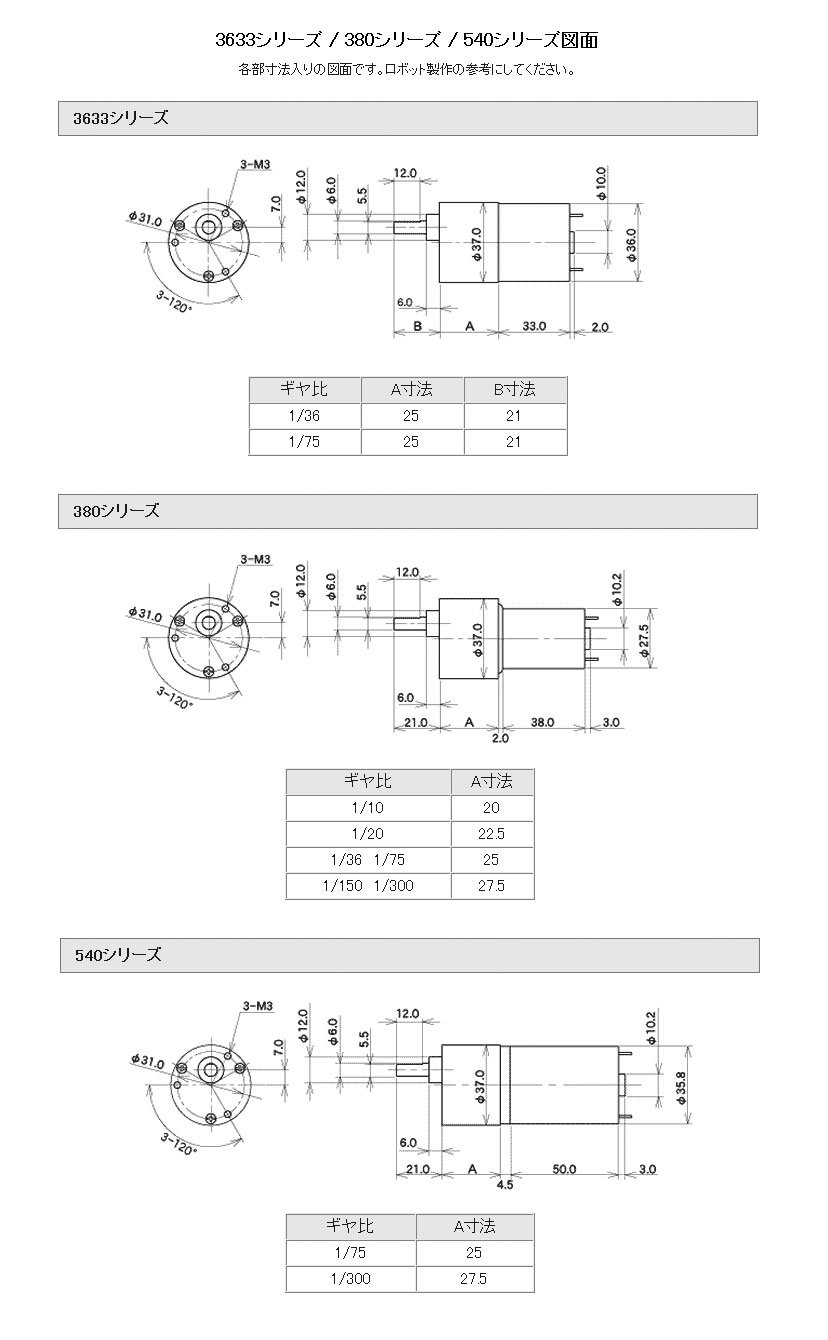 3633シリーズ / 380シリーズ / 540シリーズ図面
各部寸法入りの図面です。ロボット製作の参考にしてください。
3633シリーズ
3-M3
φ31.0
3-120°
7.0
φ12.0
φ6.0
5.5
12.0
φ37.0
φ10.0
φ36.0
6.0
B
A
33.0
2.0
ギヤ比 A寸法 B寸法
1/36 25 21
1/75 25 21
380シリーズ
3-M3
φ31.0
3-120°
7.0
φ12.0
φ6.0
5.5
12.0
φ37.0
φ10.2
φ27.5
6.0
21.0
A
2.0
38.0
3.0
ギヤ比 A寸法
1/10 20
1/20 22.5
1/36 1/75 25
1/150 1/300 27.5
540シリーズ
3-M3
φ31.0
3-120°
7.0
φ12.0
φ6.0
5.5
12.0
φ37.0
φ10.2
φ35.8
6.0
21.0
A
4.5
50.0
3.0
ギヤ比 A寸法
1/75 25
1/300 27.5